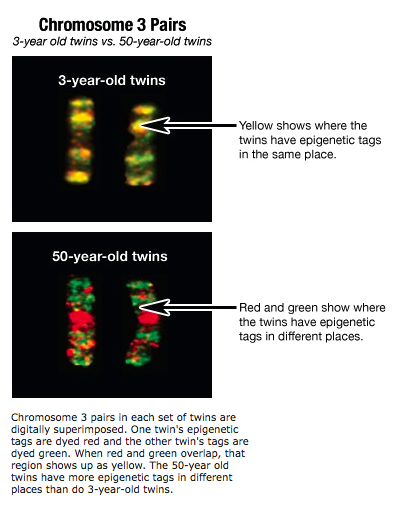 Chromosome 3 Pairs
3-year old twins vs. 50-year-old twins
3-year-old twins
Yellow shows where the
twins have epigenetic tags
in the same place.
50-year-old twins
Red and green show where
the twins have epigenetic
tags in different places.
Chromosome 3 pairs in each set of twins are
digitally superimposed. One twin's epigenetic
tags are dyed red and the other twin's tags are
dyed green. When red and green overlap, that
region shows up as yellow. The 50-year old
twins have more epigenetic tags in different
places than do 3-year-old twins.